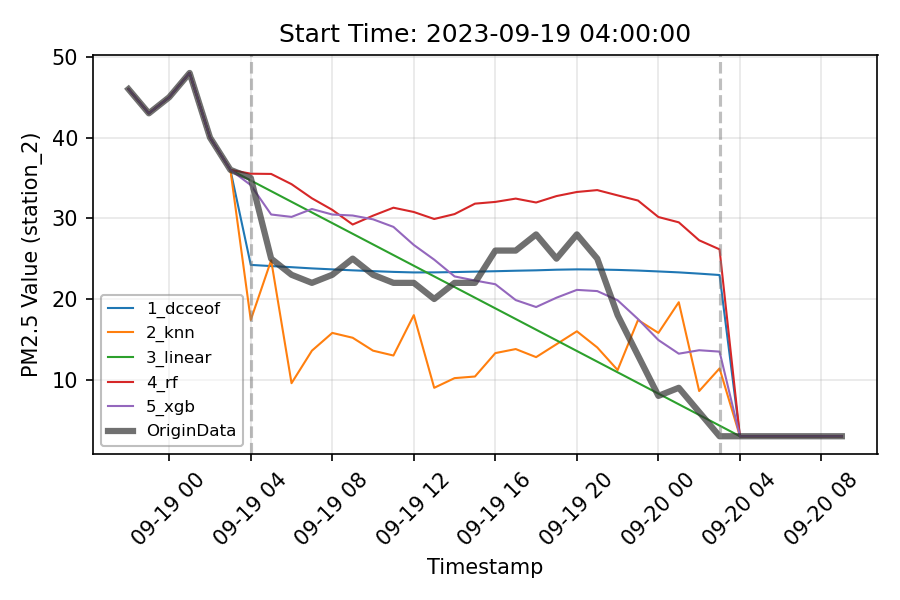 Start Time: 2023-09-19 04:00:00
PM2.5 Value (station_2)
50
40
30
20
10
1_dcceof
2_knn
3_linear
4_rf
5_xgb
OriginData
09-19 00
09-19 04
09-19 08
09-19 12
09-19 16
09-19 20
09-20 00
09-20 04
09-20 08
Timestamp